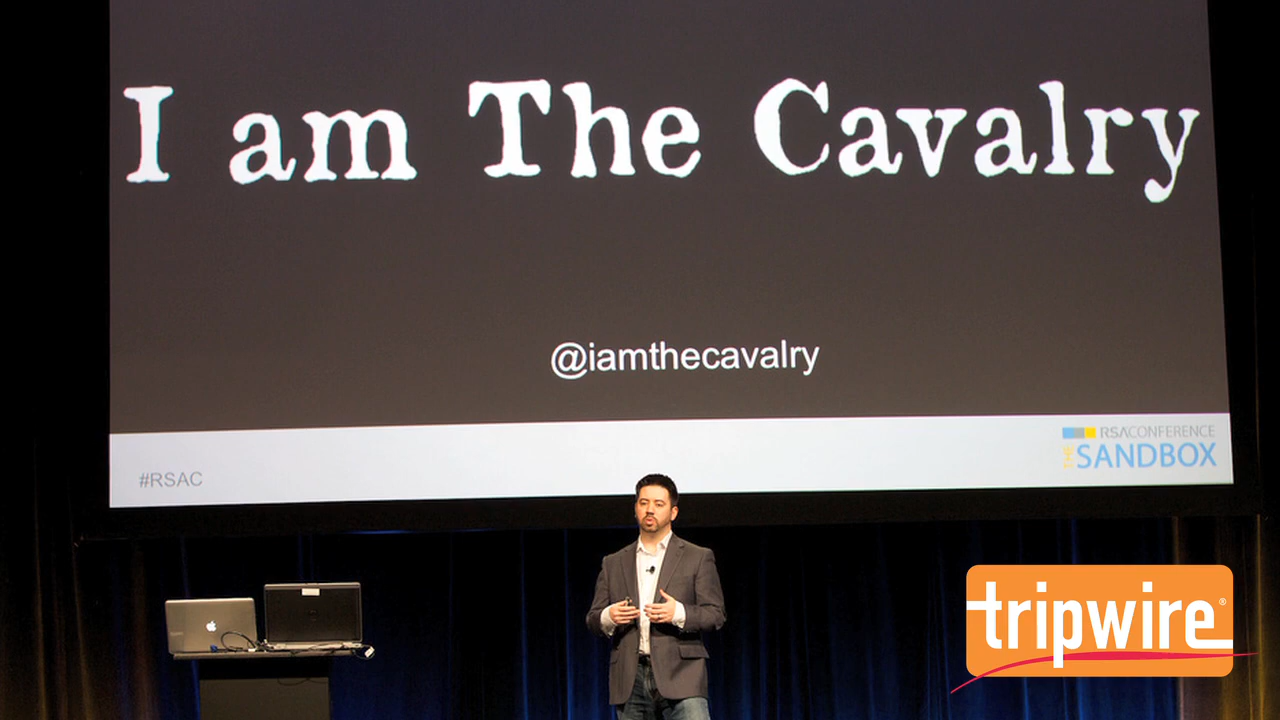 I am The Cavalry
@iamthecavalry
RSACONFERENCE
THE SANDBOX
#RSAC
tripwire®